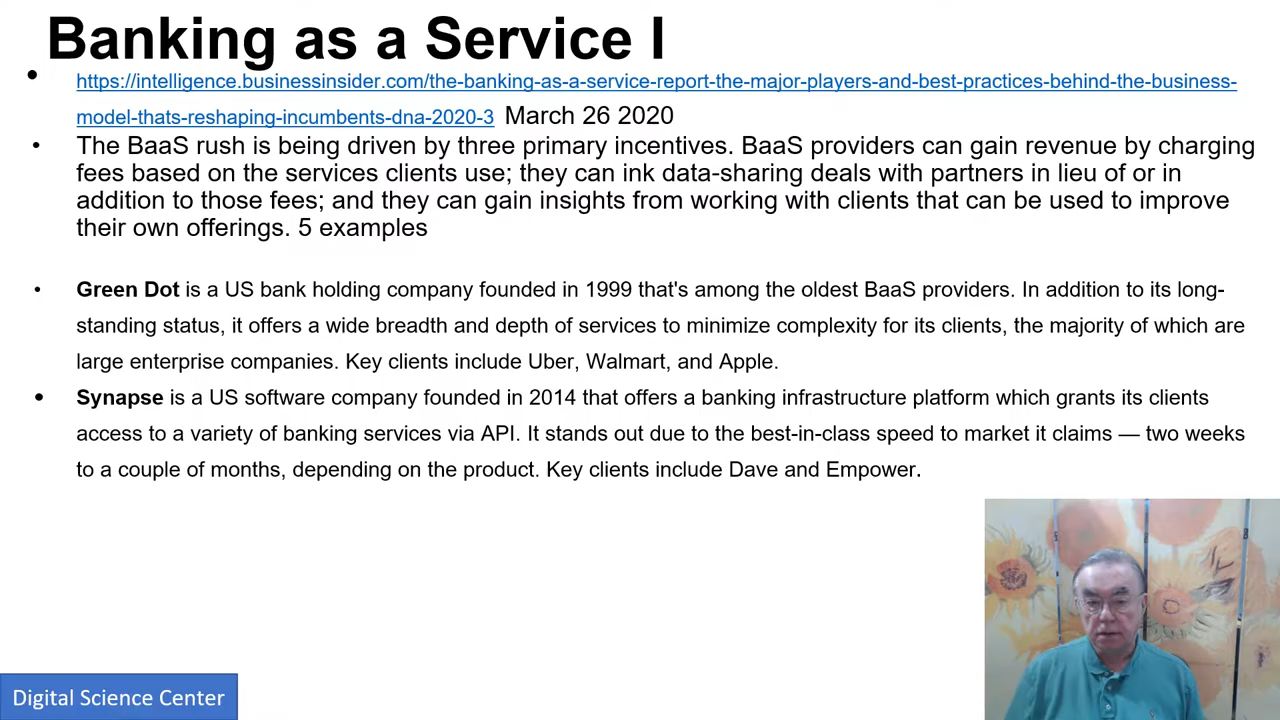 Banking as a Service I
• https://intelligence.businessinsider.com/the-banking-as-a-service-report-the-major-players-and-best-practices-behind-the-business-
model-thats-reshaping-incumbents-dna-2020-3 March 26 2020
• The BaaS rush is being driven by three primary incentives. BaaS providers can gain revenue by charging
fees based on the services clients use; they can ink data-sharing deals with partners in lieu of or in
addition to those fees; and they can gain insights from working with clients that can be used to improve
their own offerings. 5 examples
• Green Dot is a US bank holding company founded in 1999 that's among the oldest BaaS providers. In addition to its long-
standing status, it offers a wide breadth and depth of services to minimize complexity for its clients, the majority of which are
large enterprise companies. Key clients include Uber, Walmart, and Apple.
• Synapse is a US software company founded in 2014 that offers a banking infrastructure platform which grants its clients
access to a variety of banking services via API. It stands out due to the best-in-class speed to market it claims — two weeks
to a couple of months, depending on the product. Key clients include Dave and Empower.
Digital Science Center